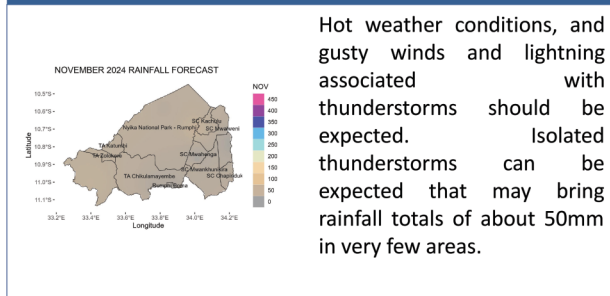 NOVEMBER 2024 RAINFALL FORECAST
NOV
450
400
350
300
250
200
150
100
50
0
Latitude
10.5°S
10.6°S
10.7°S
10.8°S
10.9°S
11.0°S
11.1°S
SC Kachulu
Nyika National Park - Rumphi
SC Mwalweni
TA Katumbi
TA Zolokere
SC Mwahenga
SC Mwankhunikira
TA Chikulamayembe
SC Chapinduka
Rumphi Boma
33.2°E
33.4°E
33.6°E
33.8°E
34.0°E
34.2°E
Longitude
Hot weather conditions, and
gusty winds and lightning
associated with
thunderstorms should be
expected. Isolated
thunderstorms can be
expected that may bring
rainfall totals of about 50mm
in very few areas.